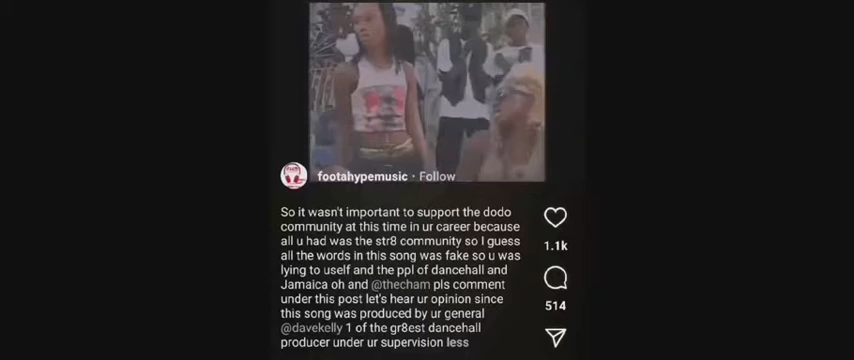 footahypemusic · Follow
So it wasn't important to support the dodo
community at this time in ur career because
all u had was the str8 community so I guess
all the words in this song was fake so u was
lying to uself and the ppl of dancehall and
Jamaica oh and @thecham pls comment
under this post let's hear ur opinion since
this song was produced by ur general
@davekelly 1 of the gr8est dancehall
producer under ur supervision less
1.1k
514